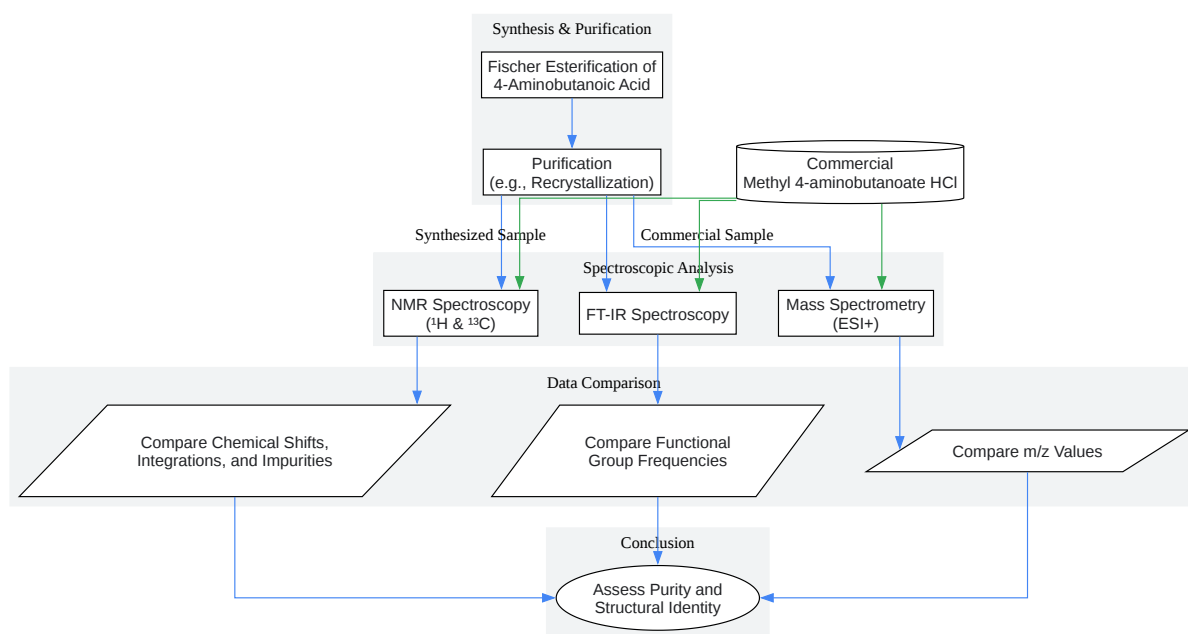 Synthesis & Purification
Fischer Esterification of
4-Aminobutanoic Acid
Purification
(e.g., Recrystallization)
Commercial
Methyl 4-aminobutanoate HCl
Synthesized Sample
Commercial Sample
Spectroscopic Analysis
NMR Spectroscopy
(¹H & ¹³C)
FT-IR Spectroscopy
Mass Spectrometry
(ESI+)
Data Comparison
Compare Chemical Shifts,
Integrations, and Impurities
Compare Functional
Group Frequencies
Compare m/z Values
Conclusion
Assess Purity and
Structural Identity